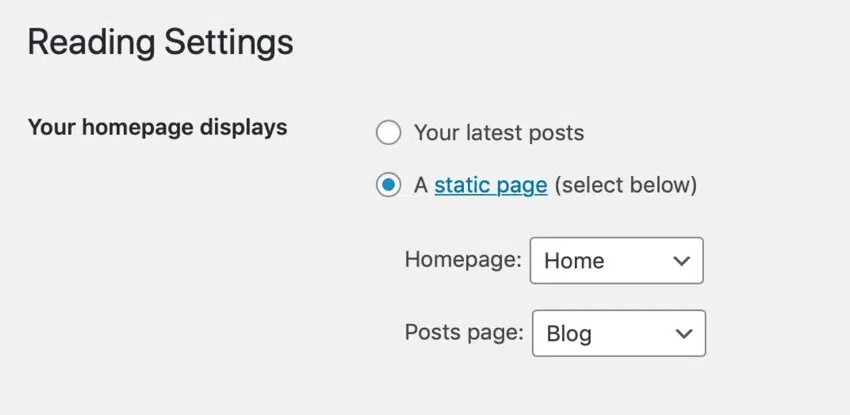 Reading Settings
Your homepage displays
Your latest posts
A static page (select below)
Homepage: Home
Posts page: Blog